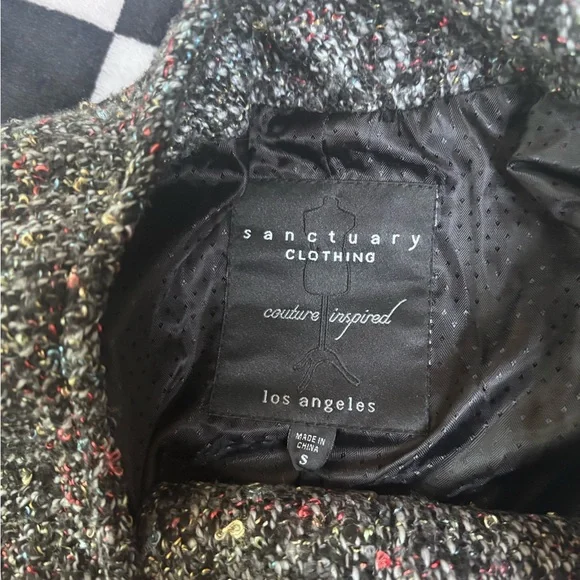 sanctuary
CLOTHING
couture inspired
los angeles
MADE IN
CHINA
S